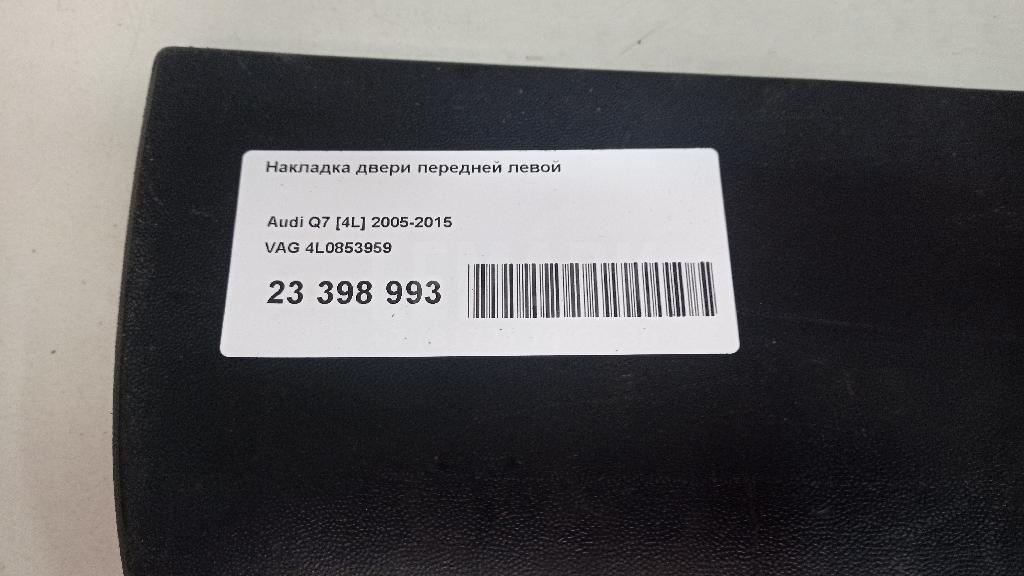 Накладка двери передней левой
Audi Q7 [4L] 2005-2015
VAG 4L0853959
23 398 993